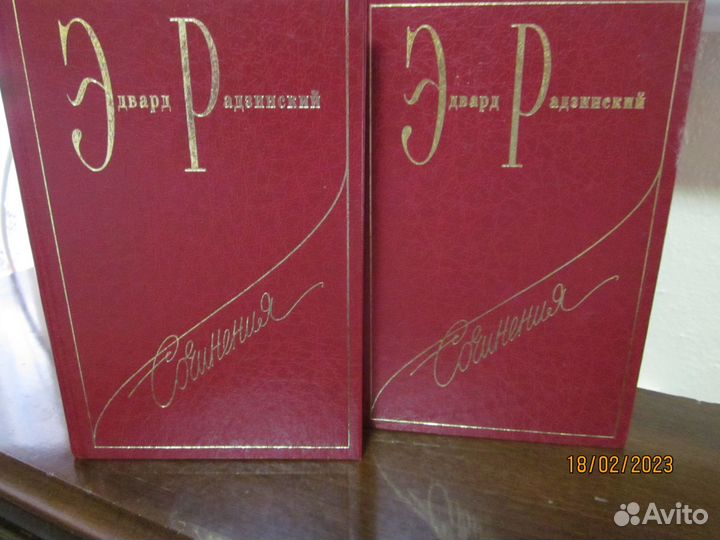 Эдвард Радзинский
Сочинения
Эдвард Радзинский
Сочинения
18/02/2023
Avito